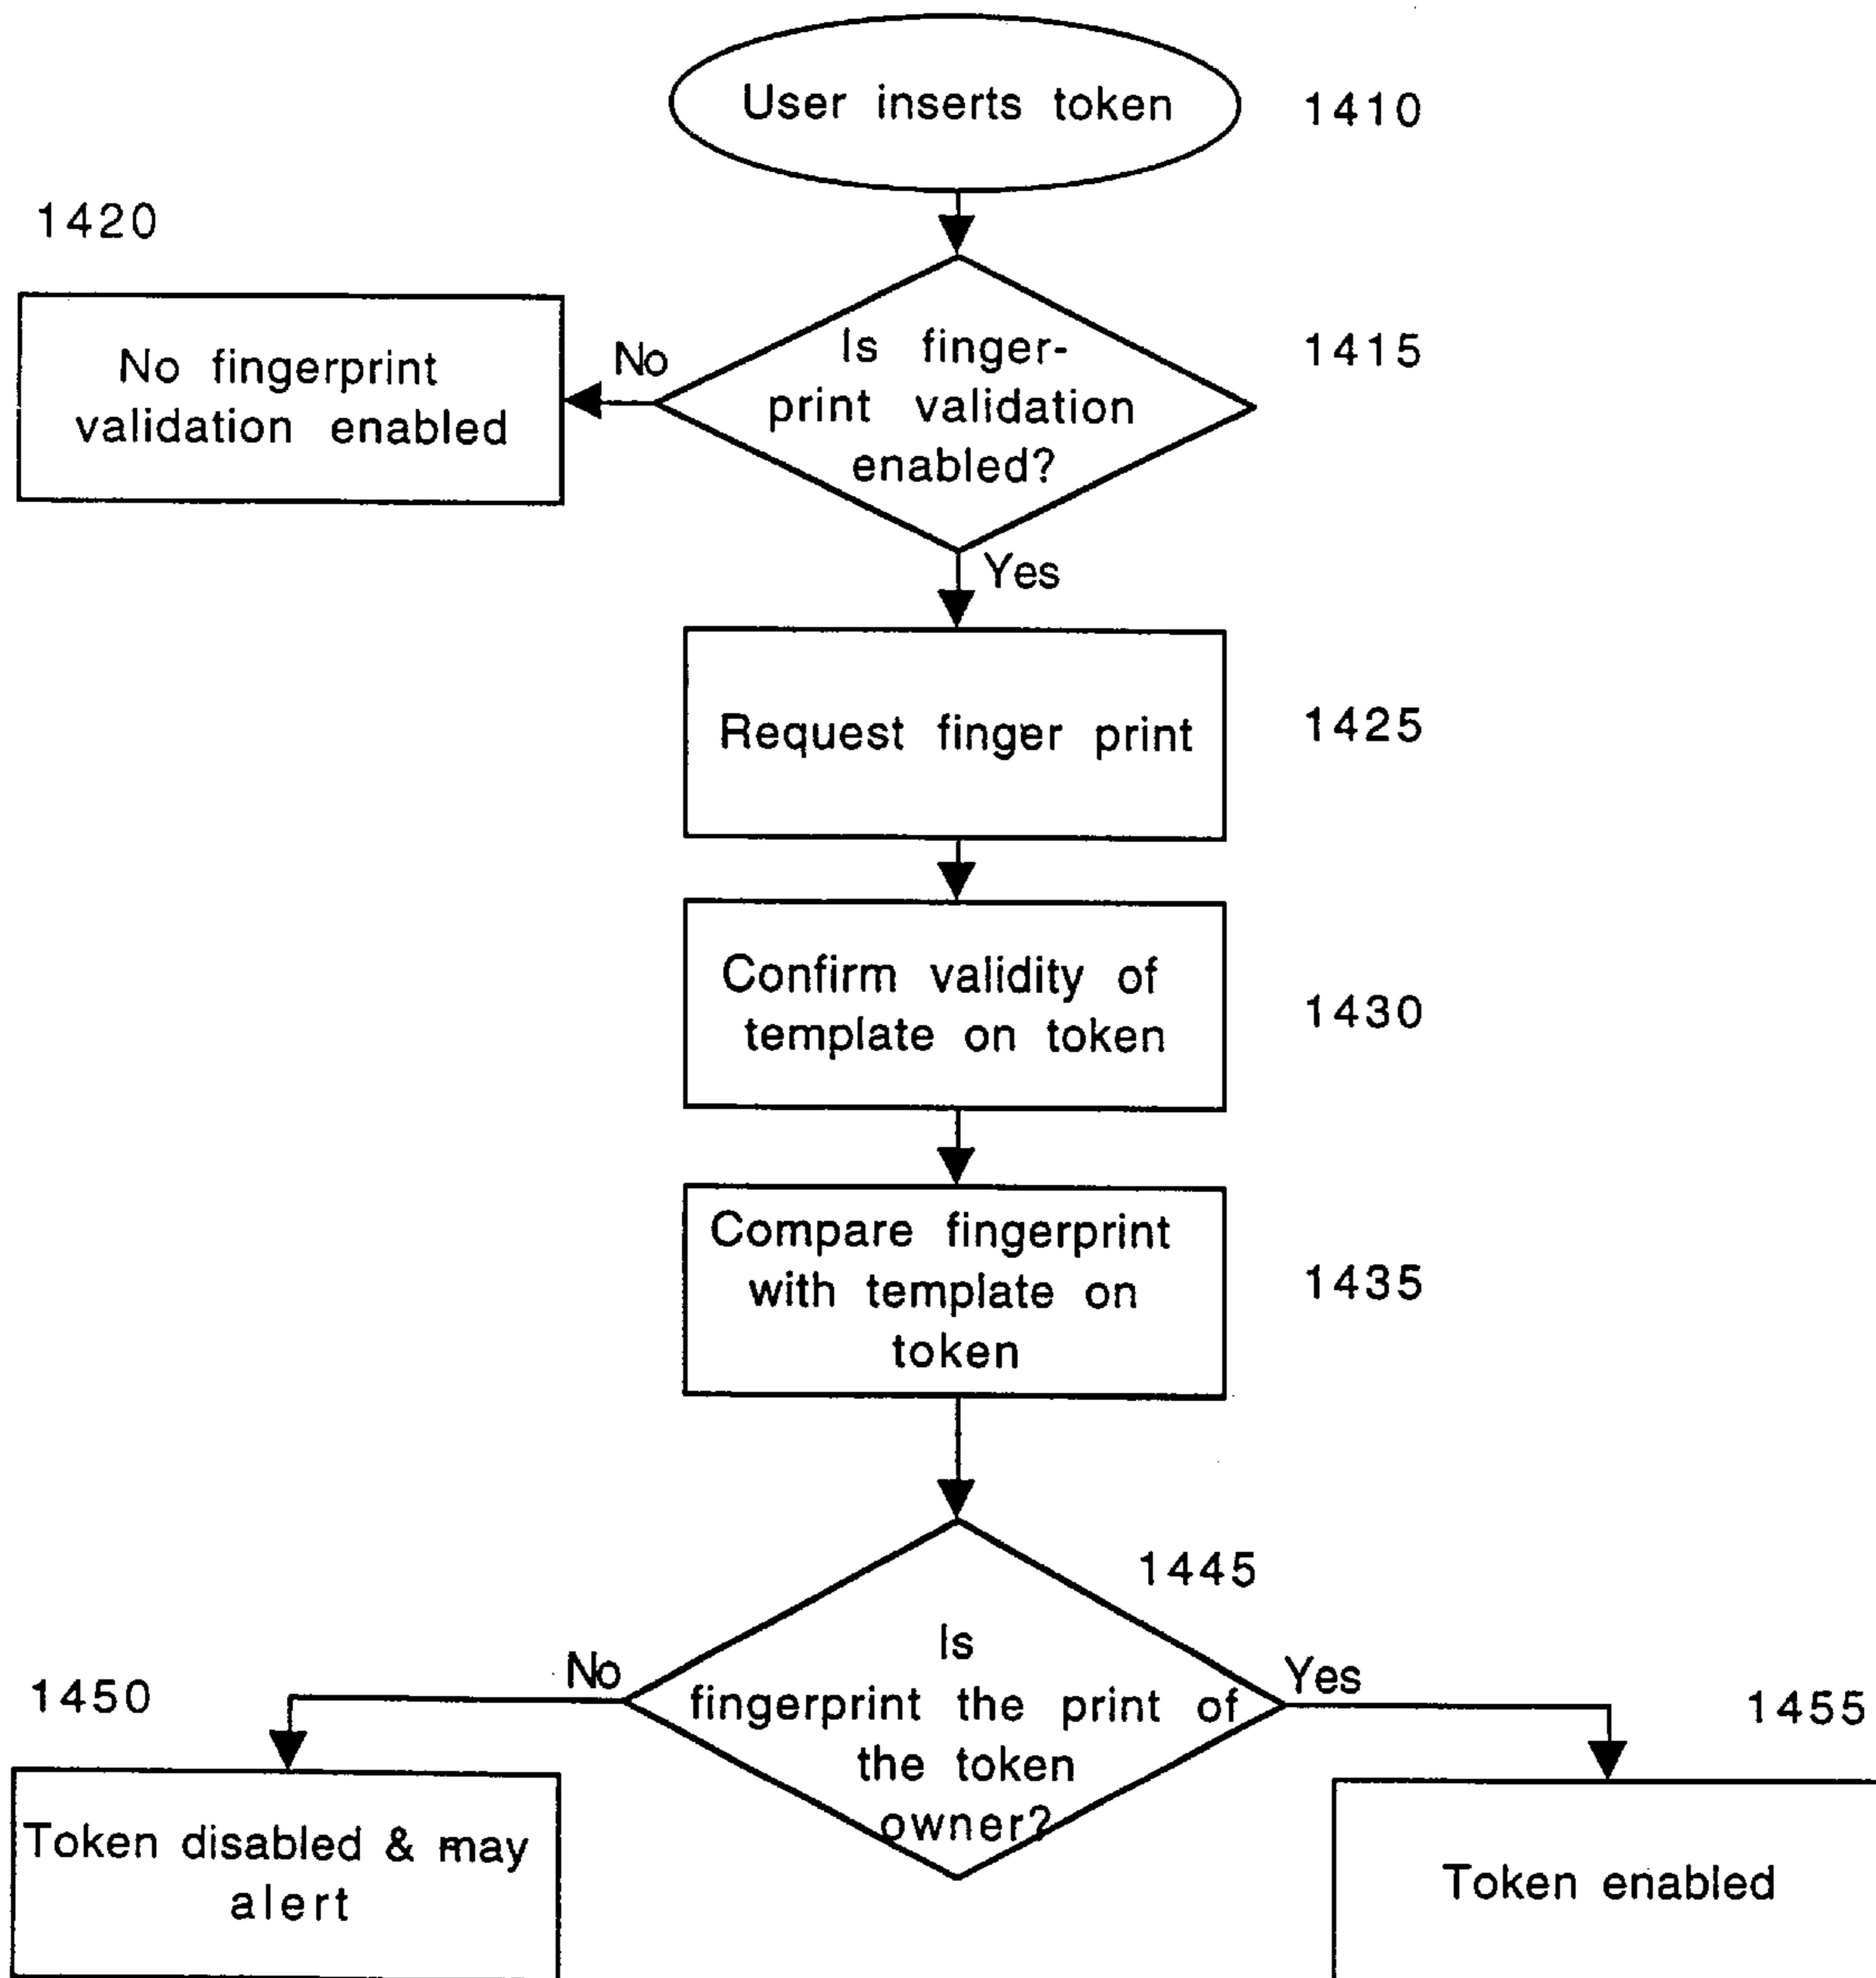 User inserts token
1410
1420
Is finger-
print validation
enabled?
1415
No
No fingerprint
validation enabled
Yes
Request finger print
1425
Confirm validity of
template on token
1430
Compare fingerprint
with template on
token
1435
1445
Is
fingerprint the print of
the token
owner?
No
Yes
1450
1455
Token disabled & may
alert
Token enabled